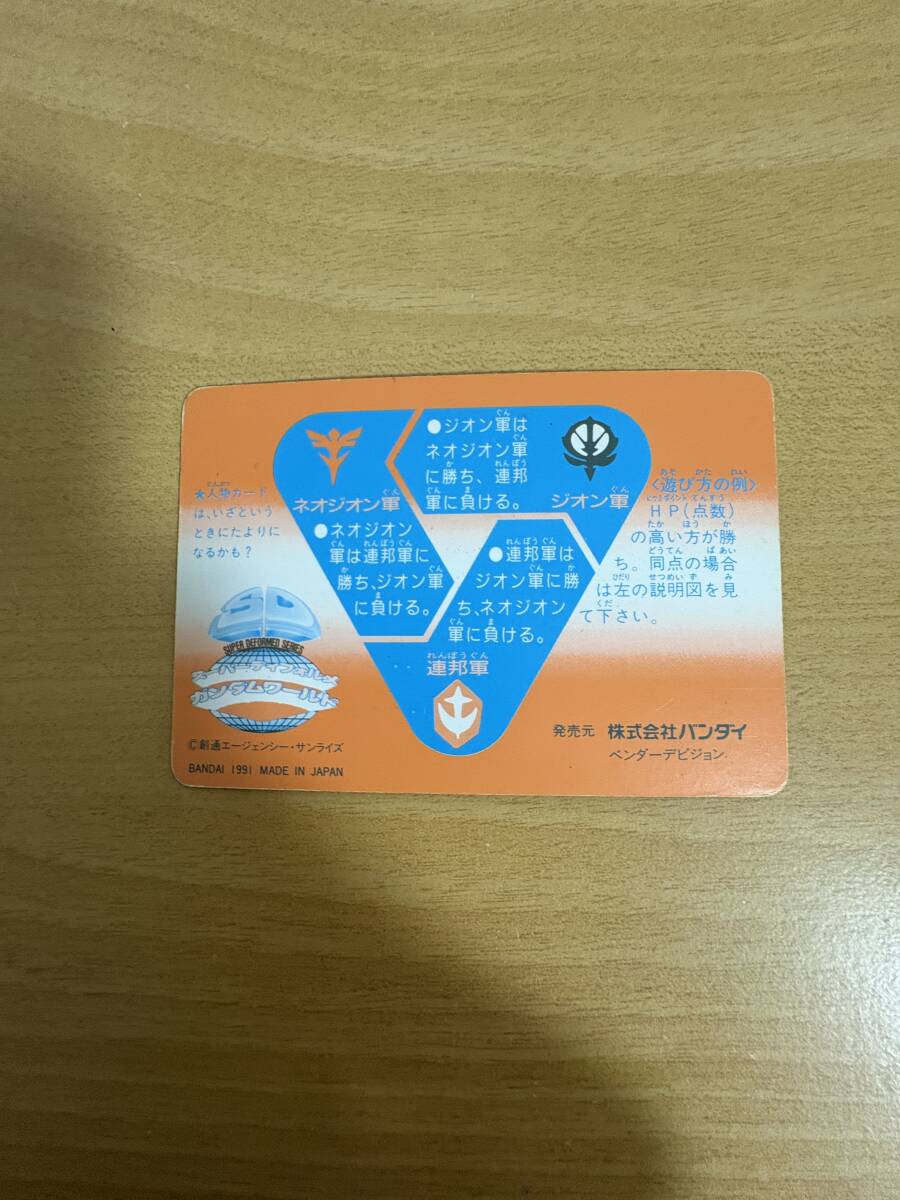 ★人物カード
は、いざという
ときにたよりに
なるかも？
ネオジオン軍
●ジオン軍は
ネオジオン軍
に勝ち、連邦
軍に負ける。
ジオン軍
●ネオジオン
軍は連邦軍に
勝ち、ジオン軍
に負ける。
●連邦軍は
ジオン軍に勝
ち、ネオジオン
軍に負ける。
連邦軍
〈遊び方の例〉
HP(点数)
の高い方が勝
ち。同点の場合
は左の説明図を見
て下さい。
SD
SUPER DEFORMED SERIES
スーパーディフォルメ
ガンダムワールド
©創通エージェンシー・サンライズ
BANDAI 1991 MADE IN JAPAN
発売元 株式会社バンダイ
ベンダーデビジョン